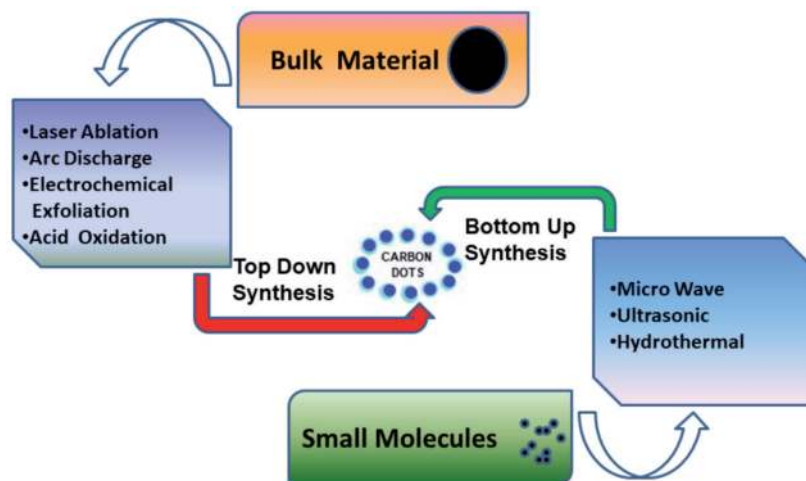 Bulk Material
•Laser Ablation
•Arc Discharge
•Electrochemical
Exfoliation
•Acid Oxidation
Top Down
Synthesis
CARBON
DOTS
Bottom Up
Synthesis
•Micro Wave
•Ultrasonic
•Hydrothermal
Small Molecules